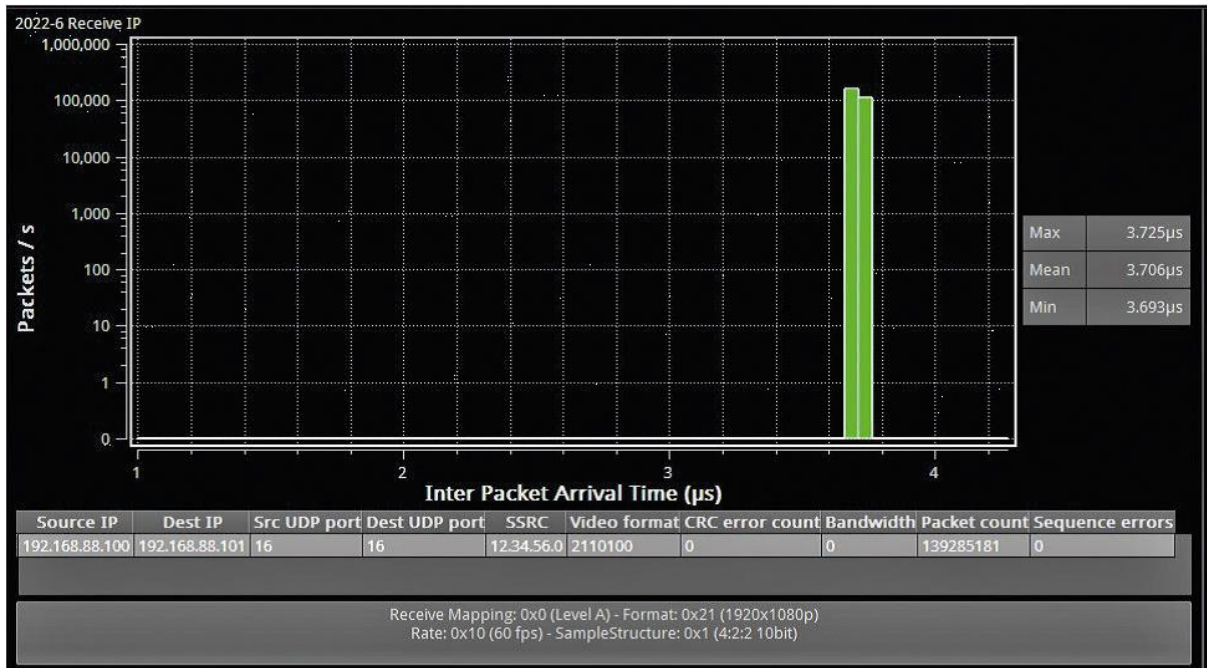 2022-6 Receive IP
1,000,000
100,000
10,000
1,000
100
10
1
0
Packets / s
1 2 3 4
Inter Packet Arrival Time (µs)
Max 3.725µs
Mean 3.706µs
Min 3.693µs
Source IP Dest IP Src UDP port Dest UDP port SSRC Video format CRC error count Bandwidth Packet count Sequence errors
192.168.88.100 192.168.88.101 16 16 12.34.56.0 2110100 0 0 139285181 0
Receive Mapping: 0x0 (Level A) - Format: 0x21 (1920x1080p)
Rate: 0x10 (60 fps) - SampleStructure: 0x1 (4:2:2 10bit)